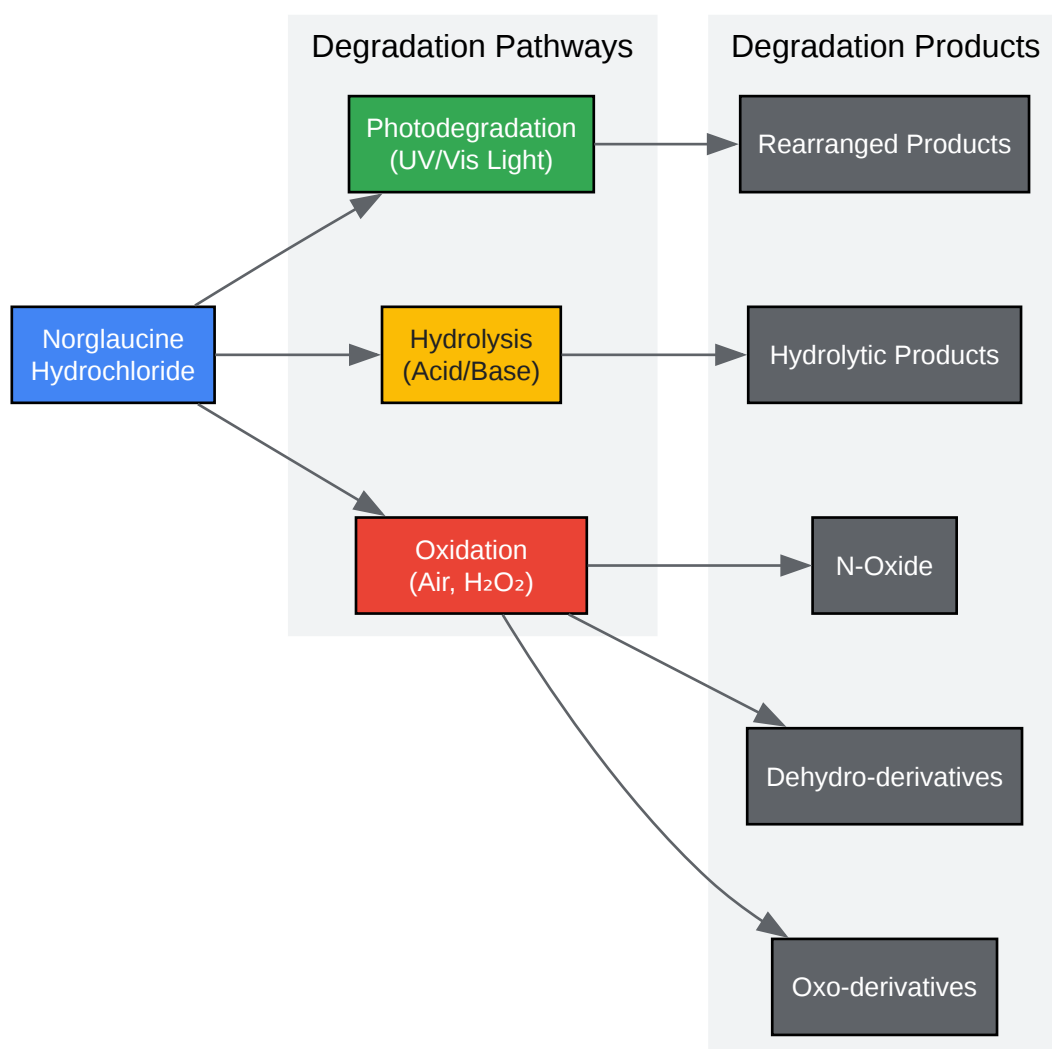 Degradation Pathways
Degradation Products
Photodegradation
(UV/Vis Light)
Rearranged Products
Norglaucine
Hydrochloride
Hydrolysis
(Acid/Base)
Hydrolytic Products
Oxidation
(Air, H₂O₂)
N-Oxide
Dehydro-derivatives
Oxo-derivatives